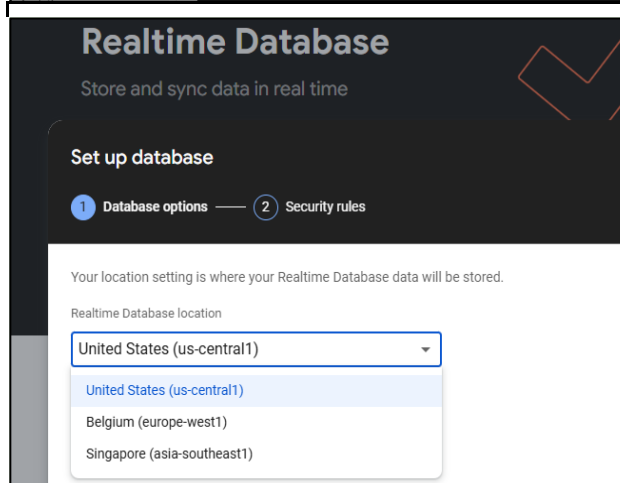 Realtime Database
Store and sync data in real time
Set up database
1 Database options 2 Security rules
Your location setting is where your Realtime Database data will be stored.
Realtime Database location
United States (us-central1)
United States (us-central1)
Belgium (europe-west1)
Singapore (asia-southeast1)